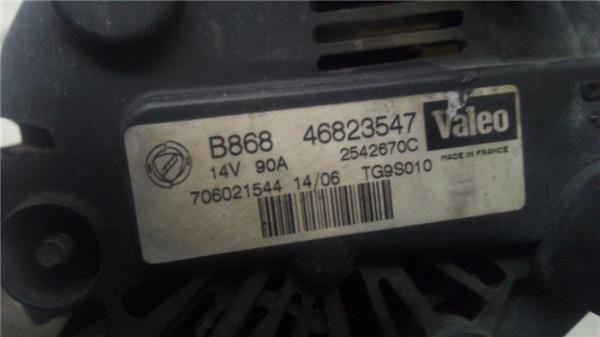 B868 46823547 Valeo
14V 90A 2542670C MADE IN FRANCE
706021544 14/06 TG9S010